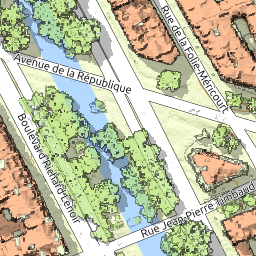 Rue de la Folie-Méricourt
Avenue de la République
Boulevard Richard-Lenoir
Rue Jean-Pierre Timbaud